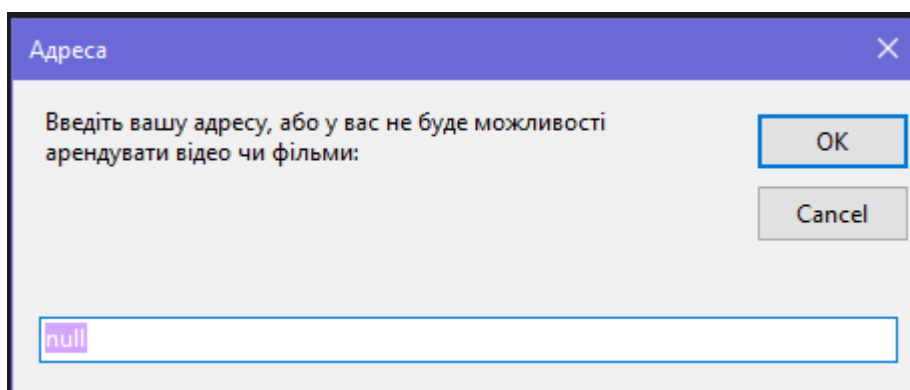 Адреса
Введіть вашу адресу, або у вас не буде можливості
арендувати відео чи фільми:
OK
Cancel
null